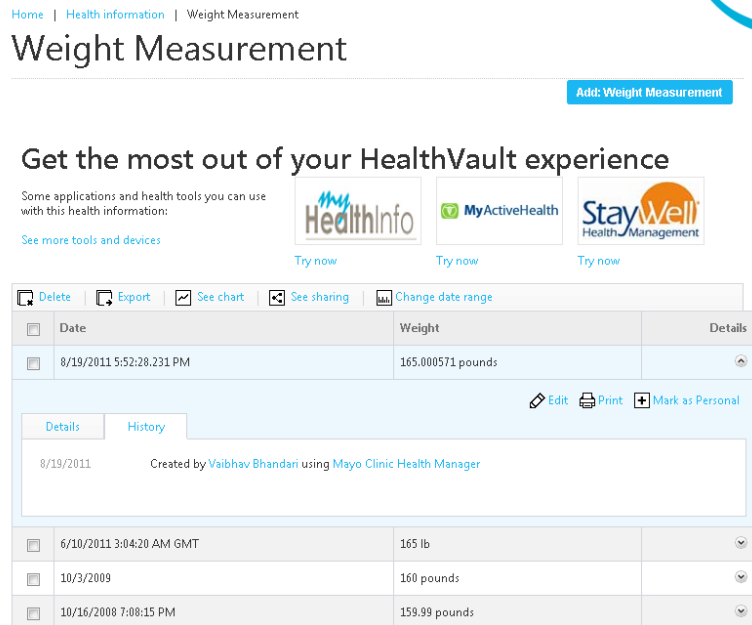 Home | Health information | Weight Measurement
Weight Measurement
Add: Weight Measurement
Get the most out of your HealthVault experience
Some applications and health tools you can use
with this health information:
See more tools and devices
my
HealthInfo
Try now
MyActiveHealth
Try now
StayWell
Health Management
Try now
Delete | Export | See chart | See sharing | Change date range
Date Weight Details
8/19/2011 5:52:28.231 PM 165.000571 pounds
Edit Print Mark as Personal
Details History
8/19/2011 Created by Vaibhav Bhandari using Mayo Clinic Health Manager
6/10/2011 3:04:20 AM GMT 165 lb
10/3/2009 160 pounds
10/16/2008 7:08:15 PM 159.99 pounds